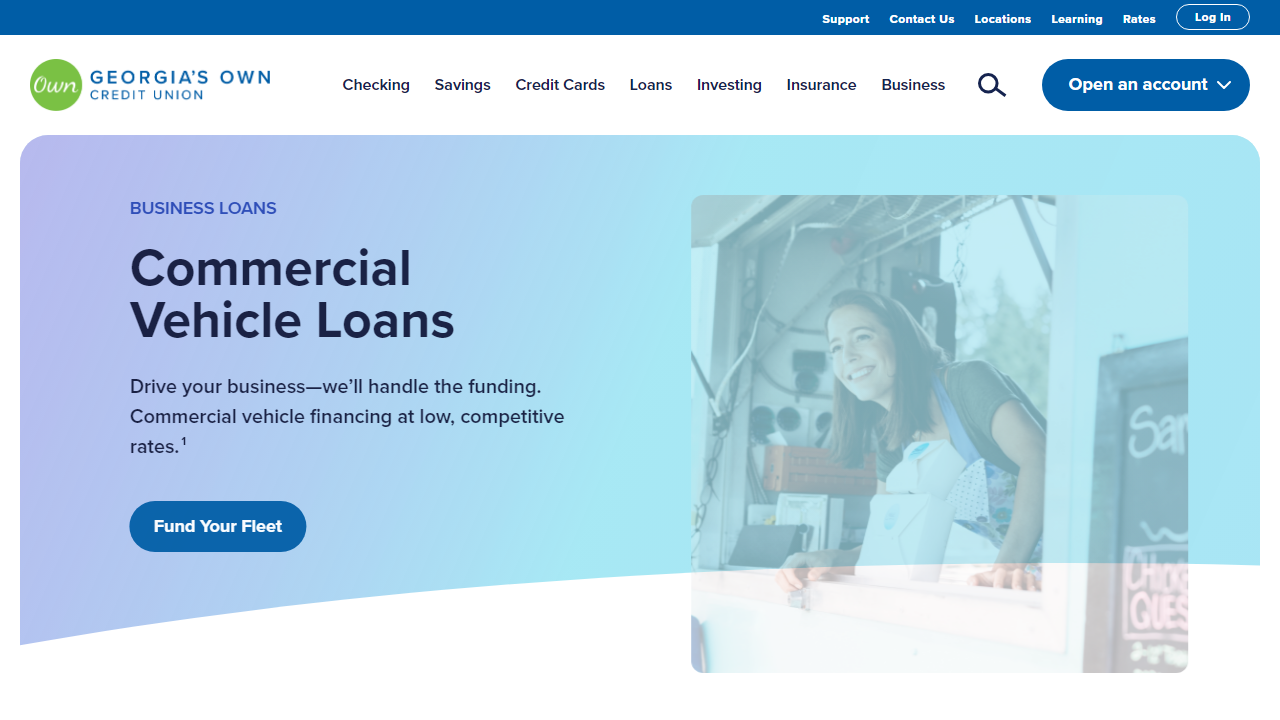 Support Contact Us Locations Learning Rates Log In
Own GEORGIA'S OWN
CREDIT UNION
Checking Savings Credit Cards Loans Investing Insurance Business Open an account
BUSINESS LOANS
Commercial
Vehicle Loans
Drive your business—we’ll handle the funding.
Commercial vehicle financing at low, competitive
rates.¹
Fund Your Fleet